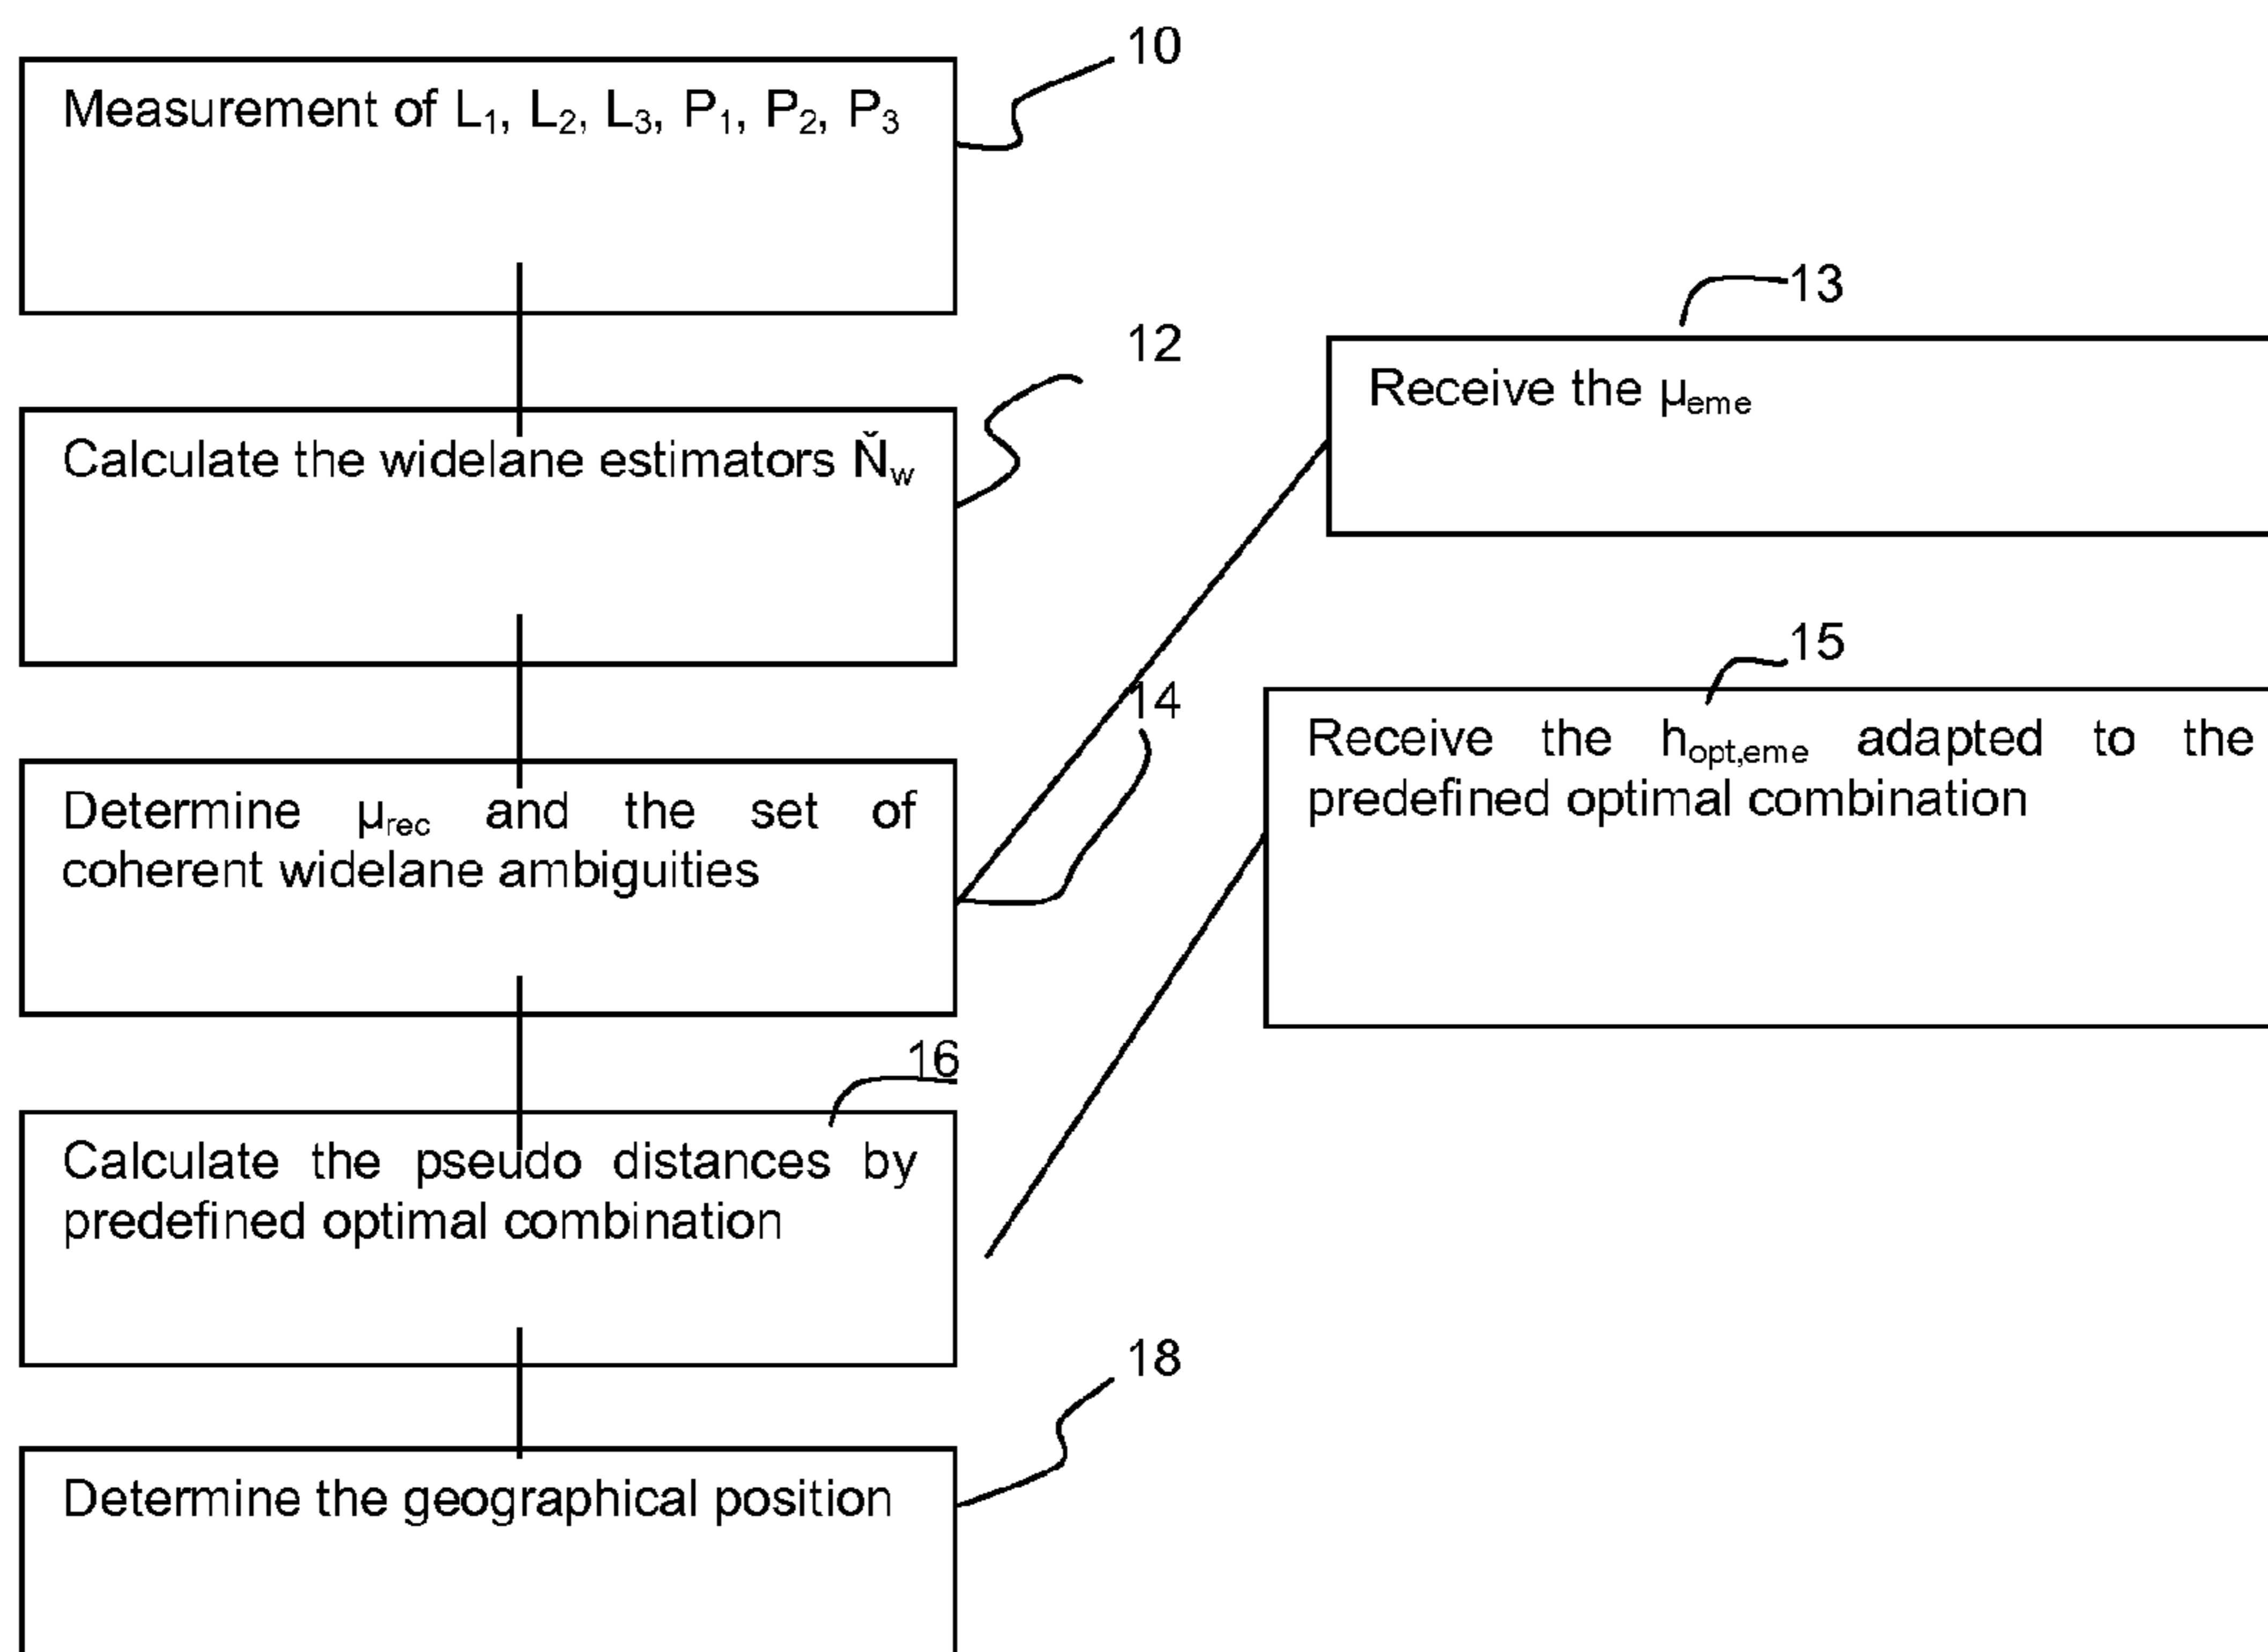 10
Measurement of L₁, L₂, L₃, P₁, P₂, P₃
13
12
Receive the μeme
Calculate the widelane estimators N̆w
15
14
Receive the hopt,eme adapted to the
predefined optimal combination
Determine μrec and the set of
coherent widelane ambiguities
16
Calculate the pseudo distances by
predefined optimal combination
18
Determine the geographical position